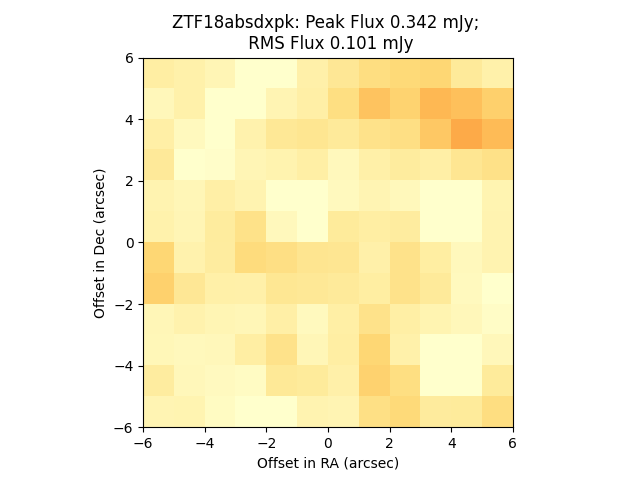 ZTF18absdxpk: Peak Flux 0.342 mJy;
RMS Flux 0.101 mJy
6
4
2
0
−2
−4
−6
Offset in Dec (arcsec)
−6 −4 −2 0 2 4 6
Offset in RA (arcsec)